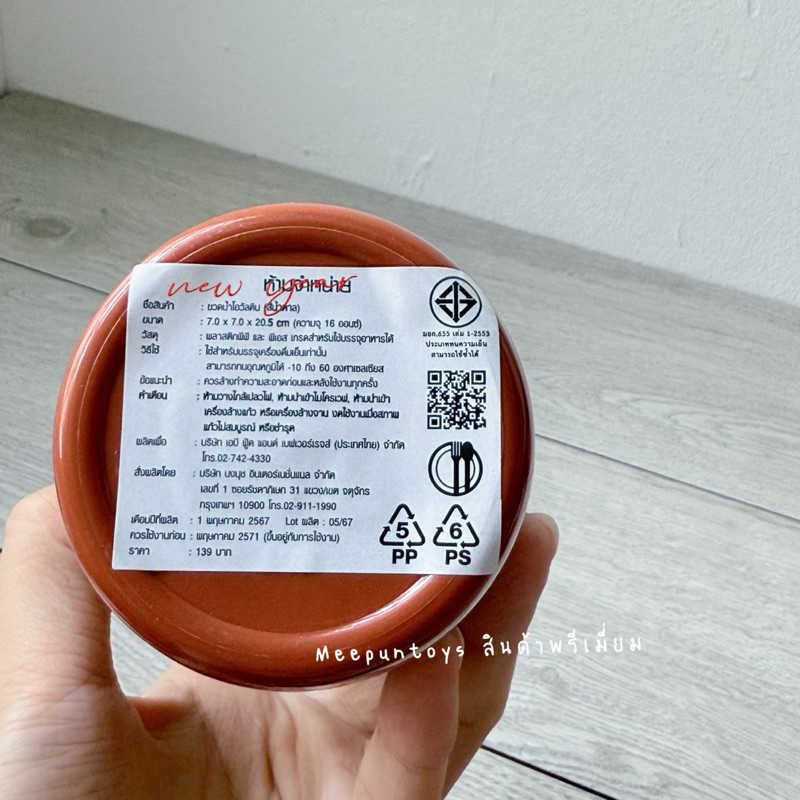 new year
ห้ามจำหน่าย
ชื่อสินค้า : ขวดน้ำโอวัลติน (สีน้ำตาล)
ขนาด : 7.0 x 7.0 x 20.5 cm (ความจุ 16 ออนซ์)
วัสดุ : พลาสติกพีพี และ พีเอส เกรดสำหรับใช้บรรจุอาหารได้
วิธีใช้ : ใช้สำหรับบรรจุเครื่องดื่มเย็นเท่านั้น
สามารถทนอุณหภูมิได้ -10 ถึง 60 องศาเซลเซียส
ข้อแนะนำ : ควรล้างทำความสะอาดก่อนและหลังใช้งานทุกครั้ง
คำเตือน : ห้ามวางใกล้เปลวไฟ, ห้ามนำเข้าไมโครเวฟ, ห้ามนำเข้า
เครื่องล้างแก้ว หรือเครื่องล้างจาน งดใช้งานเมื่อสภาพ
แก้วไม่สมบูรณ์ หรือชำรุด
ผลิตเพื่อ : บริษัท เอบี ฟู้ด แอนด์ เบฟเวอร์เรจส์ (ประเทศไทย) จำกัด
โทร.02-742-4330
สั่งผลิตโดย : บริษัท นงนุช อินเตอร์เนชั่นแนล จำกัด
เลขที่ 1 ซอยรัชดาภิเษก 31 แขวง/เขต จตุจักร
กรุงเทพฯ 10900 โทร.02-911-1990
เดือนปีที่ผลิต : 1 พฤษภาคม 2567 Lot ผลิต : 05/67
ควรใช้งานก่อน : พฤษภาคม 2571 (ขึ้นอยู่กับการใช้งาน)
ราคา : 139 บาท
มอก.655 เล่ม 1-2553
ประเภททนความเย็น
สามารถใช้ซ้ำได้
5 6
PP PS
Meepuntoys สินค้าพรีเมี่ยม